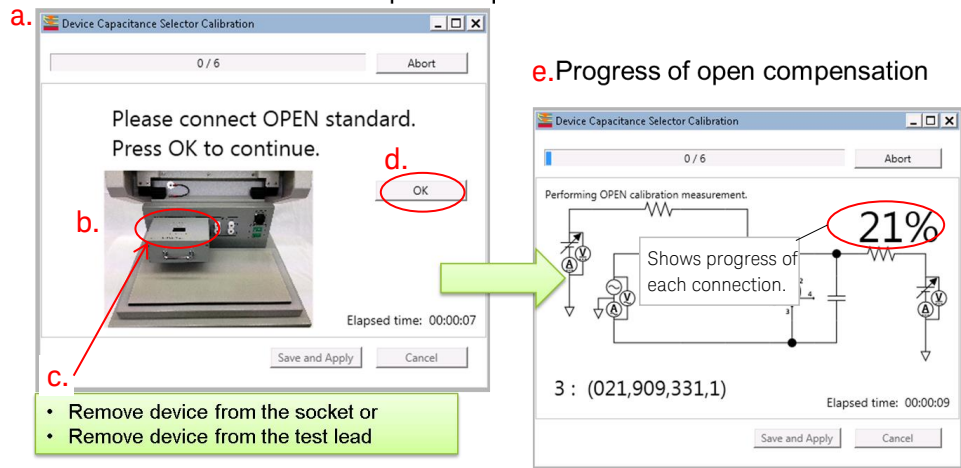 a.
Device Capacitance Selector Calibration
0 / 6
Abort
Please connect OPEN standard.
Press OK to continue.
d.
OK
b.
Elapsed time: 00:00:07
Save and Apply
Cancel
c.
• Remove device from the socket or
• Remove device from the test lead
e. Progress of open compensation
Device Capacitance Selector Calibration
0 / 6
Abort
Performing OPEN calibration measurement.
21%
Shows progress of
each connection.
A
V
V
A
2
4
3
A
V
3 : (021,909,331,1)
Elapsed time: 00:00:09
Save and Apply
Cancel